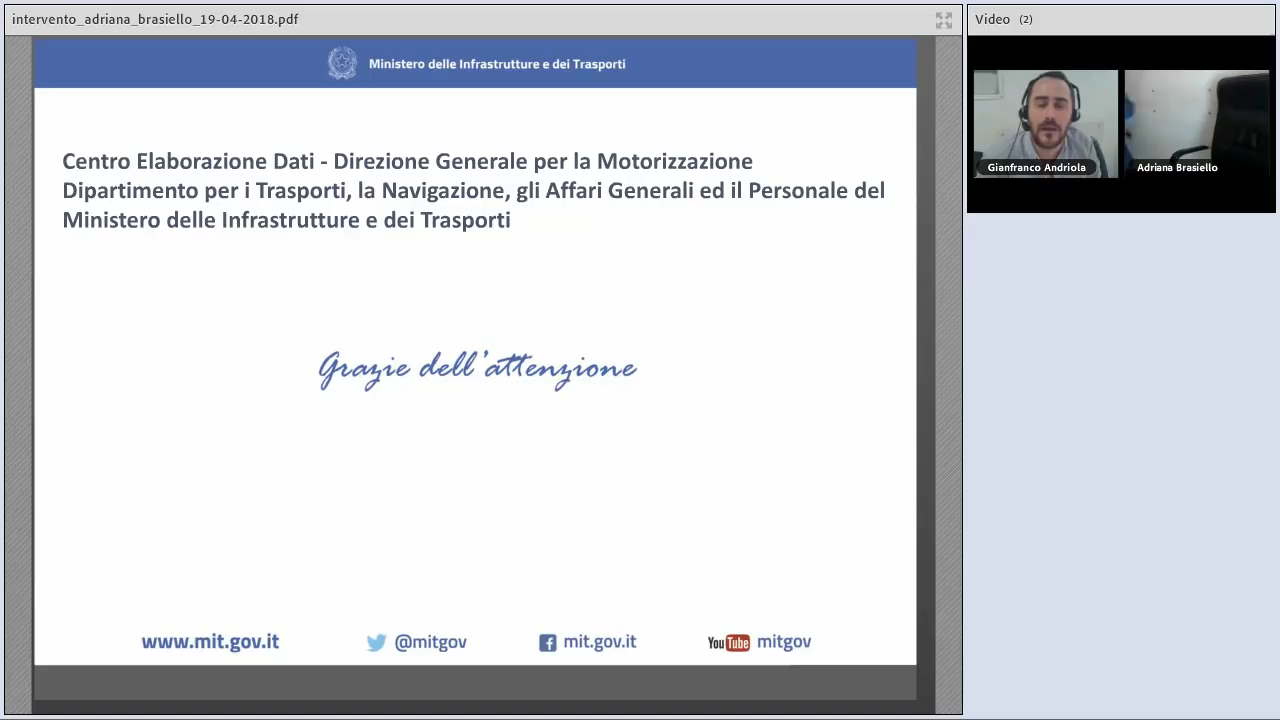 intervento_adriana_brasiello_19-04-2018.pdf
Video (2)
Ministero delle Infrastrutture e dei Trasporti
Gianfranco Andriola
Adriana Brasiello
Centro Elaborazione Dati - Direzione Generale per la Motorizzazione
Dipartimento per i Trasporti, la Navigazione, gli Affari Generali ed il Personale del
Ministero delle Infrastrutture e dei Trasporti
Grazie dell'attenzione
www.mit.gov.it
@mitgov
mit.gov.it
YouTube mitgov